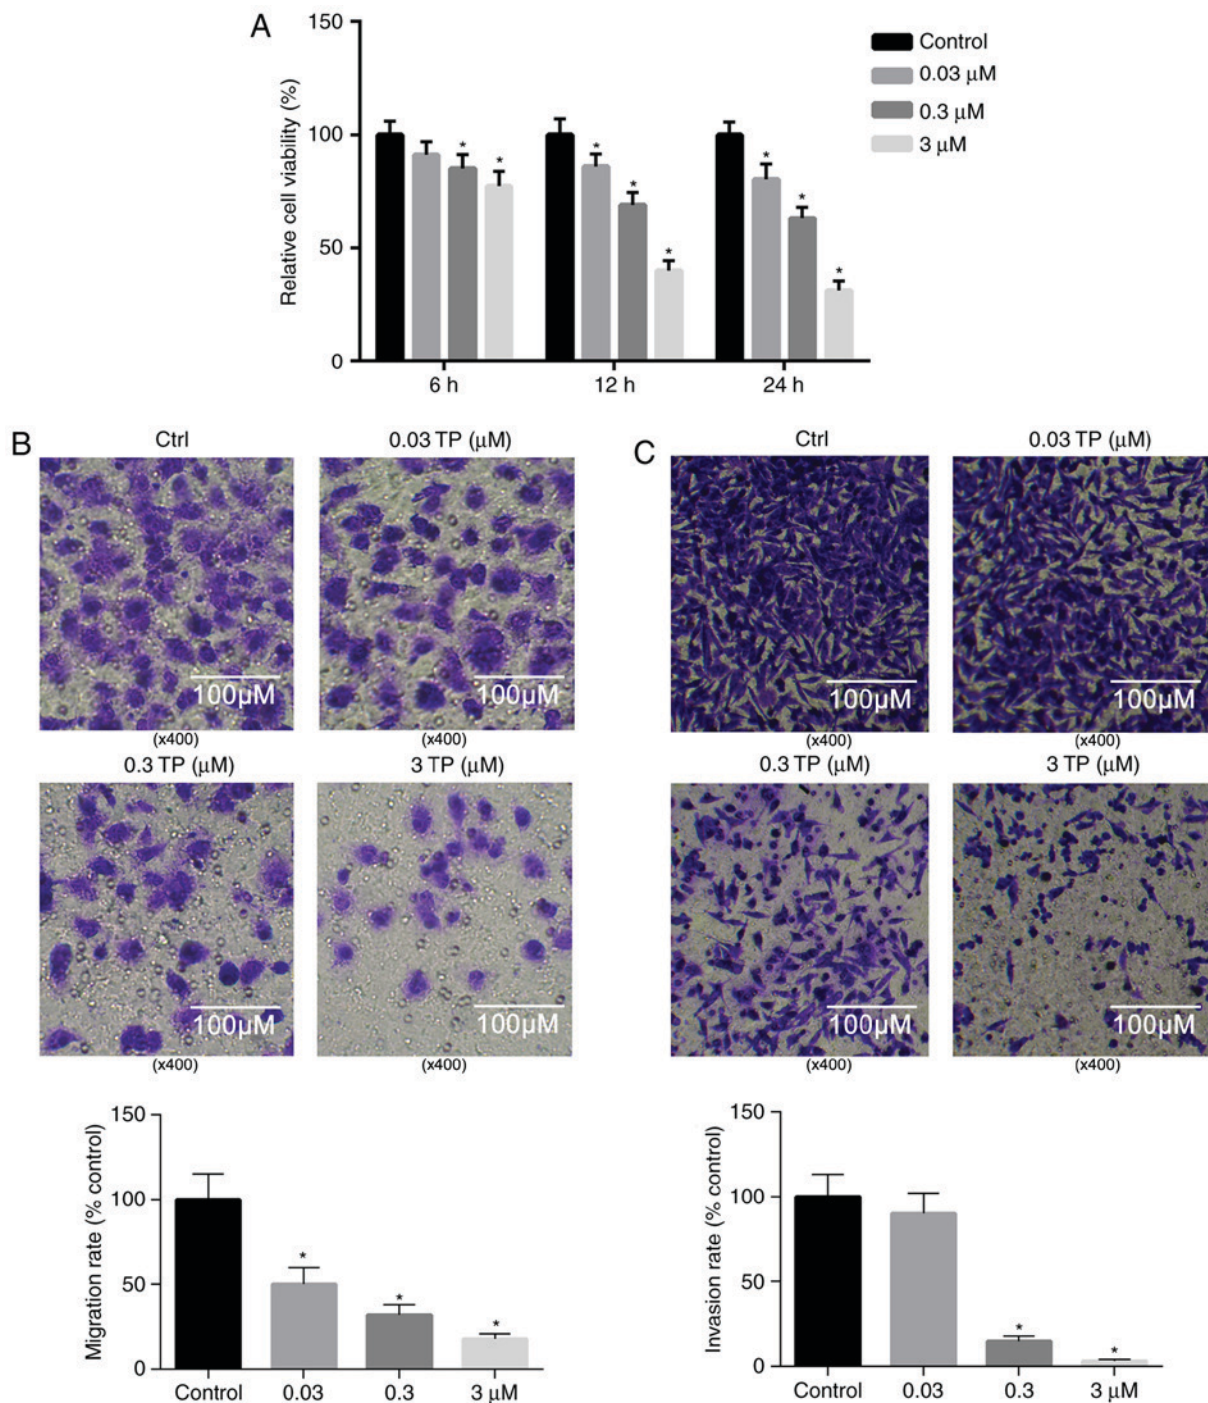 A
150
100
50
0
Relative cell viability (%)
6 h
12 h
24 h
Control
0.03 μM
0.3 μM
3 μM
*
*
*
*
*
*
*
*
B
Ctrl
0.03 TP (μM)
100μM
100μM
(x400)
(x400)
0.3 TP (μM)
3 TP (μM)
100μM
100μM
(x400)
(x400)
150
100
50
0
Migration rate (% control)
*
*
*
Control
0.03
0.3
3 μM
C
Ctrl
0.03 TP (μM)
100μM
100μM
(x400)
(x400)
0.3 TP (μM)
3 TP (μM)
100μM
100μM
(x400)
(x400)
150
100
50
0
Invasion rate (% control)
*
*
Control
0.03
0.3
3 μM